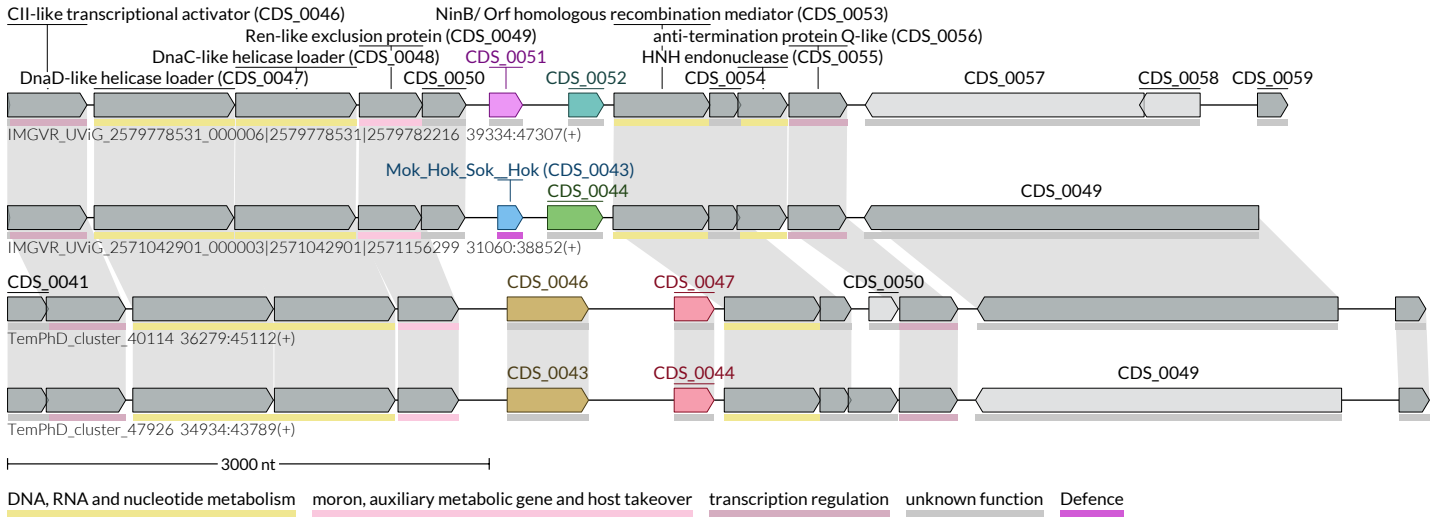 CII-like transcriptional activator (CDS_0046)
NinB/ Orf homologous recombination mediator (CDS_0053)
Ren-like exclusion protein (CDS_0049)
anti-termination protein Q-like (CDS_0056)
DnaC-like helicase loader (CDS_0048)
CDS_0051
HNH endonuclease (CDS_0055)
DnaD-like helicase loader (CDS_0047)
CDS_0050
CDS_0052
CDS_0054
CDS_0057
CDS_0058
CDS_0059
IMGVR_UViG_2579778531_000006|2579778531|2579782216 39334:47307(+)
Mok_Hok_Sok__Hok (CDS_0043)
CDS_0044
CDS_0049
IMGVR_UViG_2571042901_000003|2571042901|2571156299 31060:38852(+)
CDS_0041
CDS_0046
CDS_0047
CDS_0050
TemPhD_cluster_40114 36279:45112(+)
CDS_0043
CDS_0044
CDS_0049
TemPhD_cluster_47926 34934:43789(+)
3000 nt
DNA, RNA and nucleotide metabolism
moron, auxiliary metabolic gene and host takeover
transcription regulation
unknown function
Defence